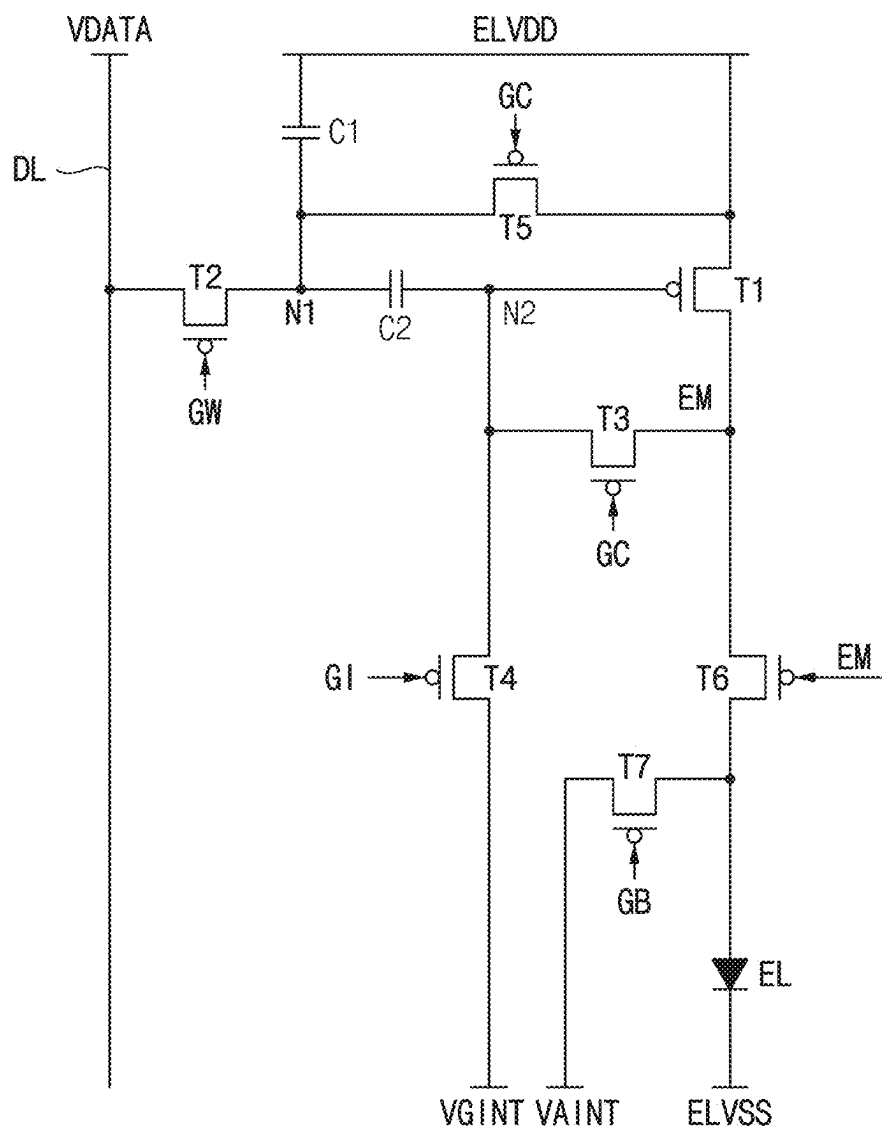 VDATA
ELVDD
GC
C1
DL
T5
T2
T1
N1
C2
N2
GW
T3
EM
GC
GI
T4
T6
EM
T7
GB
EL
VGINT
VAINT
ELVSS